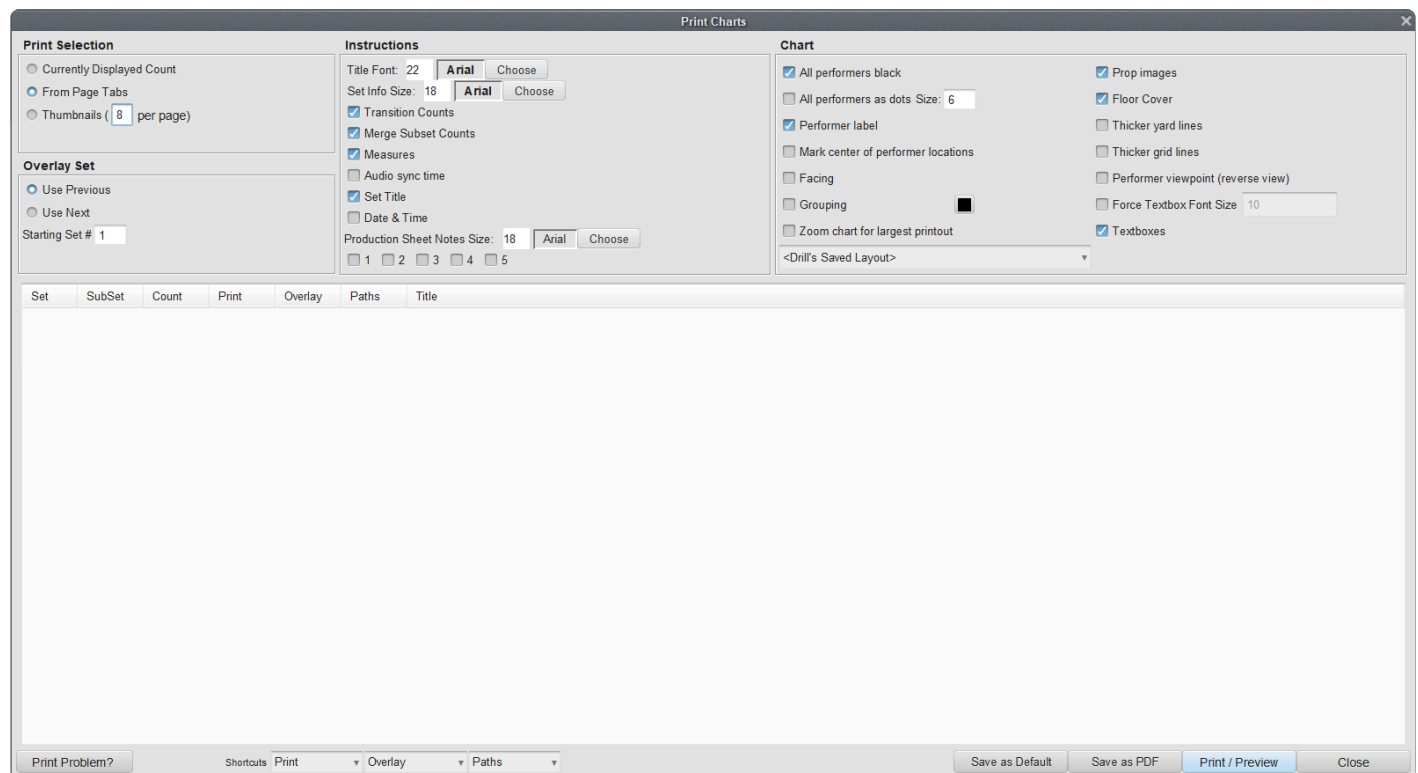 Print Charts
Print Selection
Currently Displayed Count
From Page Tabs
Thumbnails ( 8 per page)
Overlay Set
Use Previous
Use Next
Starting Set # 1
Instructions
Title Font: 22 Arial Choose
Set Info Size: 18 Arial Choose
Transition Counts
Merge Subset Counts
Measures
Audio sync time
Set Title
Date & Time
Production Sheet Notes Size: 18 Arial Choose
1 2 3 4 5
Chart
All performers black
All performers as dots Size: 6
Performer label
Mark center of performer locations
Facing
Grouping
Zoom chart for largest printout
<Drill's Saved Layout>
Prop images
Floor Cover
Thicker yard lines
Thicker grid lines
Performer viewpoint (reverse view)
Force Textbox Font Size 10
Textboxes
Set SubSet Count Print Overlay Paths Title
Print Problem? Shortcuts Print Overlay Paths Save as Default Save as PDF Print / Preview Close